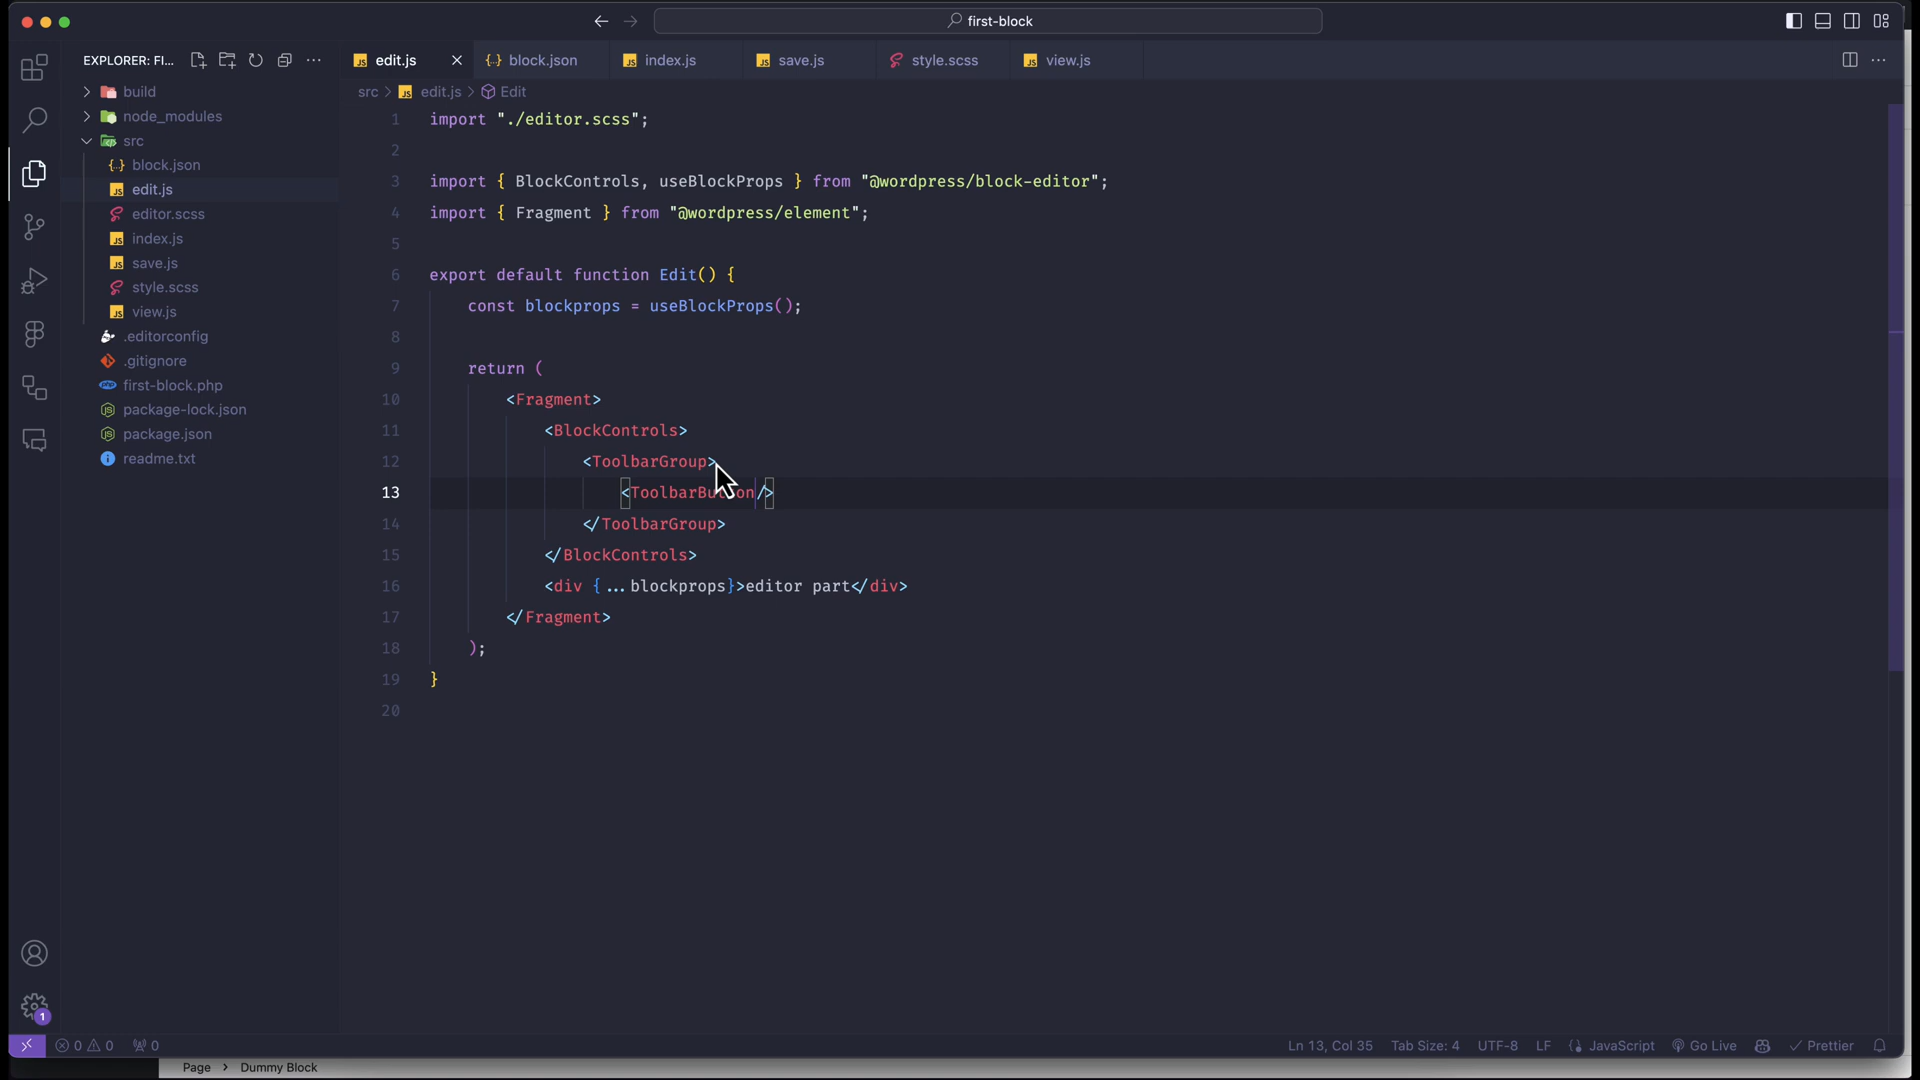 first-block
EXPLORER: FI...
edit.js
block.json
index.js
save.js
style.scss
view.js
build
node_modules
src
block.json
edit.js
editor.scss
index.js
save.js
style.scss
view.js
.editorconfig
.gitignore
first-block.php
package-lock.json
package.json
readme.txt
src > edit.js > Edit
1 import "./editor.scss";
2
3 import { BlockControls, useBlockProps } from "@wordpress/block-editor";
4 import { Fragment } from "@wordpress/element";
5
6 export default function Edit() {
7 const blockprops = useBlockProps();
8
9 return (
10 <Fragment>
11 <BlockControls>
12 <ToolbarGroup>
13 <ToolbarButton/>
14 </ToolbarGroup>
15 </BlockControls>
16 <div {...blockprops}>editor part</div>
17 </Fragment>
18 );
19 }
20
1
0 0 0 Ln 13, Col 35 Tab Size: 4 UTF-8 LF JavaScript Go Live Prettier
Page > Dummy Block